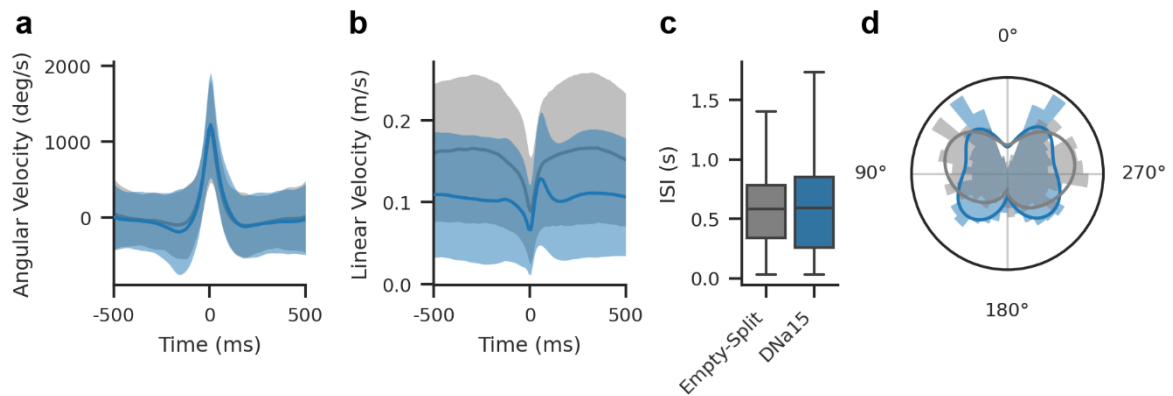 a
Angular Velocity (deg/s)
2000
1000
0
-500
0
500
Time (ms)
b
Linear Velocity (m/s)
0.2
0.1
0.0
-500
0
500
Time (ms)
c
ISI (s)
1.5
1.0
0.5
0.0
Empty-Split
DNa15
d
0°
90°
270°
180°